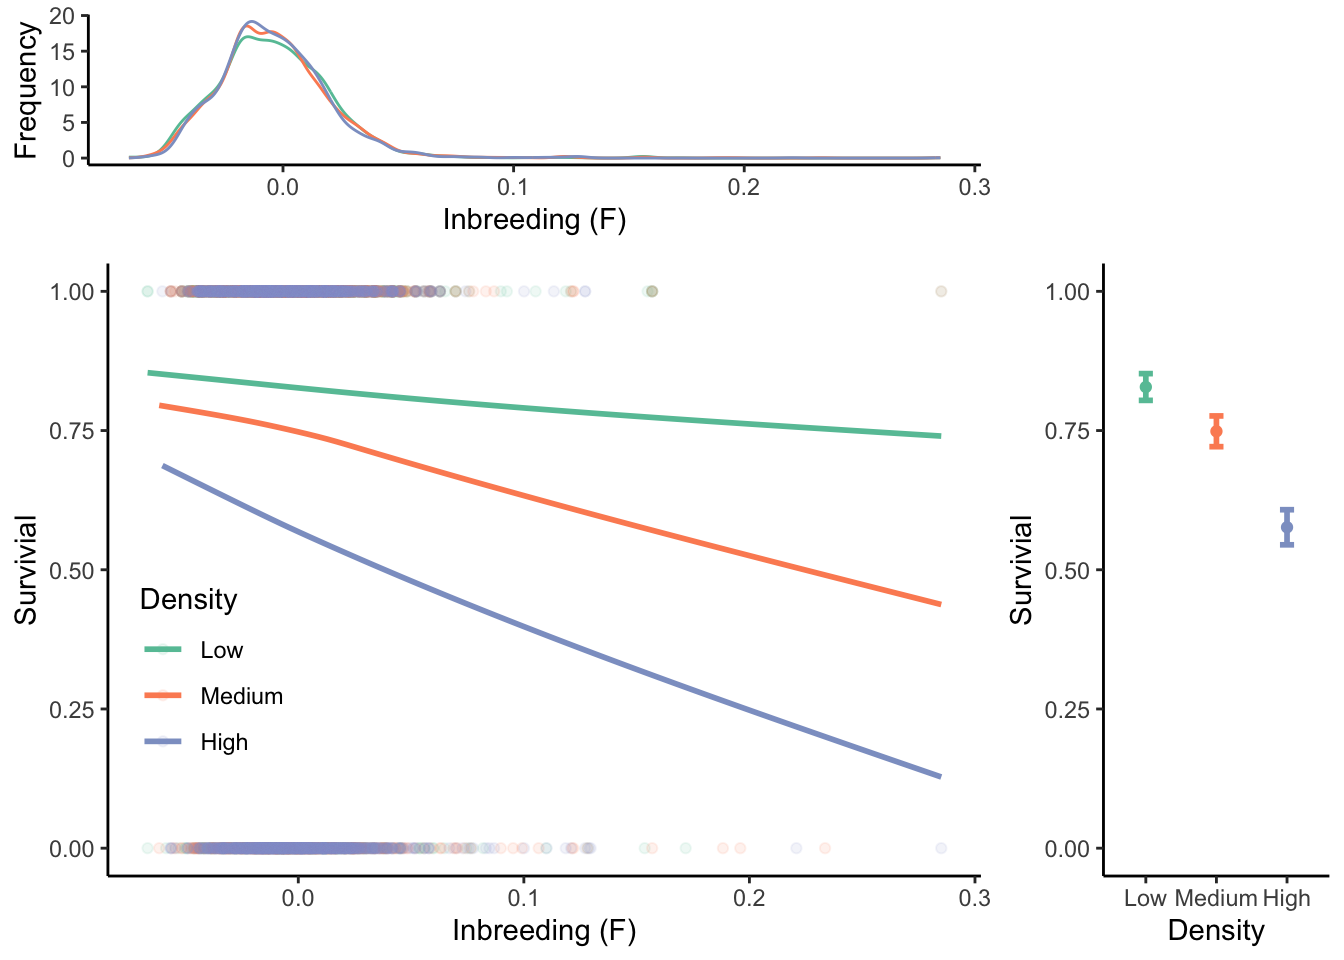 Frequency
20
15
10
5
0
0.0 0.1 0.2 0.3
Inbreeding (F)
Survivial
1.00
0.75
0.50
0.25
0.00
Density
Low
Medium
High
0.0 0.1 0.2 0.3
Inbreeding (F)
Survivial
1.00
0.75
0.50
0.25
0.00
Low Medium High
Density